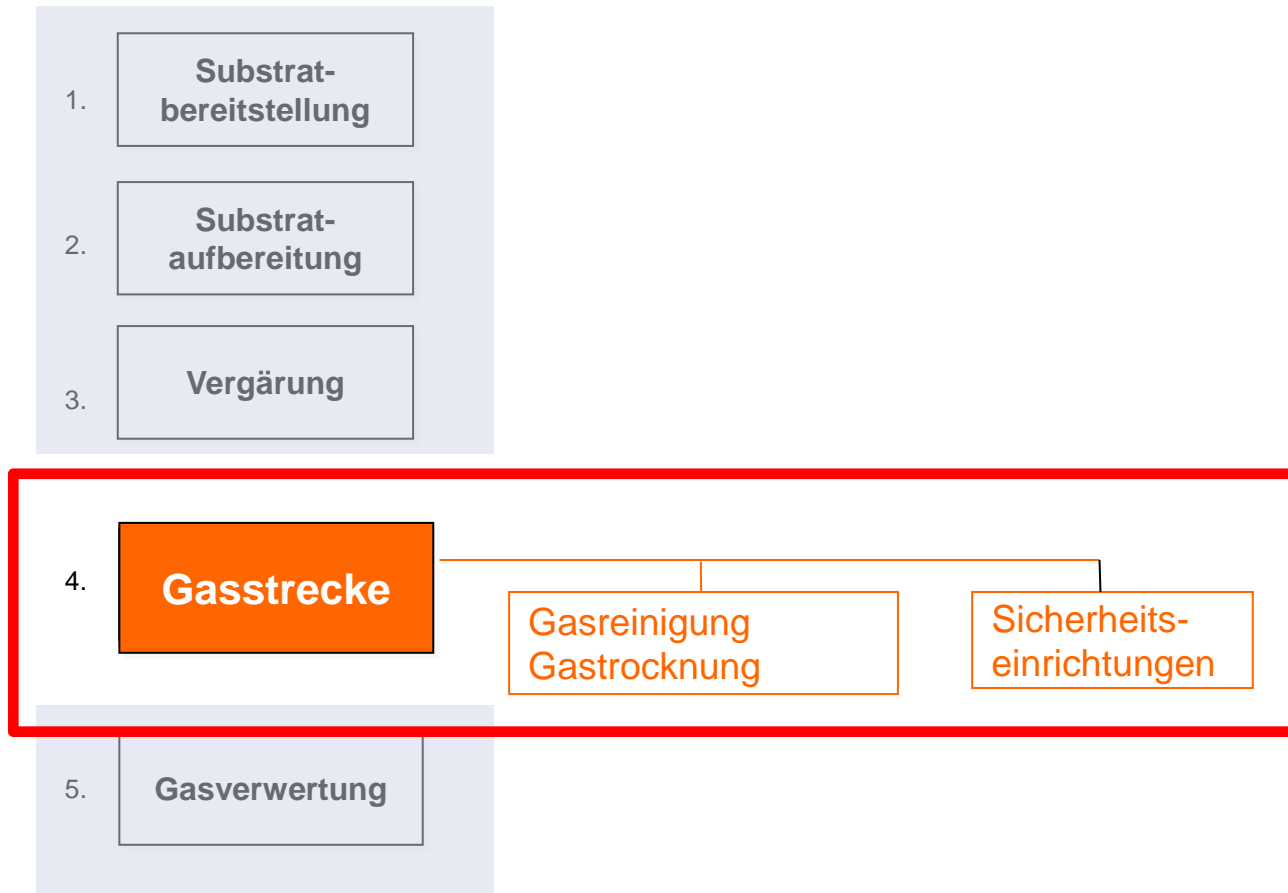 1.
Substrat-
bereitstellung
2.
Substrat-
aufbereitung
3.
Vergärung
4.
Gasstrecke
Gasreinigung
Gastrocknung
Sicherheits-
einrichtungen
5.
Gasverwertung